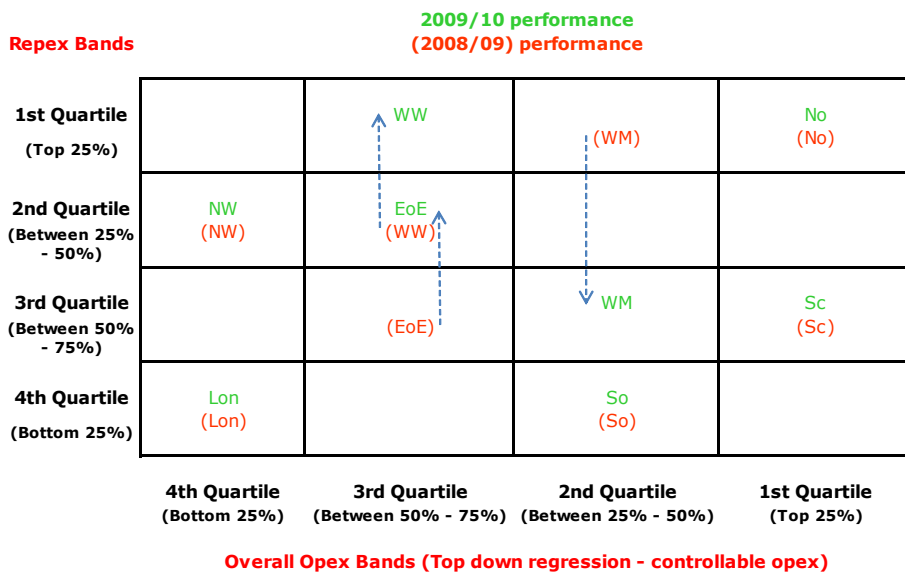 2009/10 performance
Repex Bands
(2008/09) performance
1st Quartile
(Top 25%)
WW
(WM)
No
(No)
2nd Quartile
(Between 25%
- 50%)
NW
(NW)
EoE
(WW)
3rd Quartile
(Between 50%
- 75%)
(EoE)
WM
Sc
(Sc)
4th Quartile
(Bottom 25%)
Lon
(Lon)
So
(So)
4th Quartile
(Bottom 25%)
3rd Quartile
(Between 50% - 75%)
2nd Quartile
(Between 25% - 50%)
1st Quartile
(Top 25%)
Overall Opex Bands (Top down regression - controllable opex)